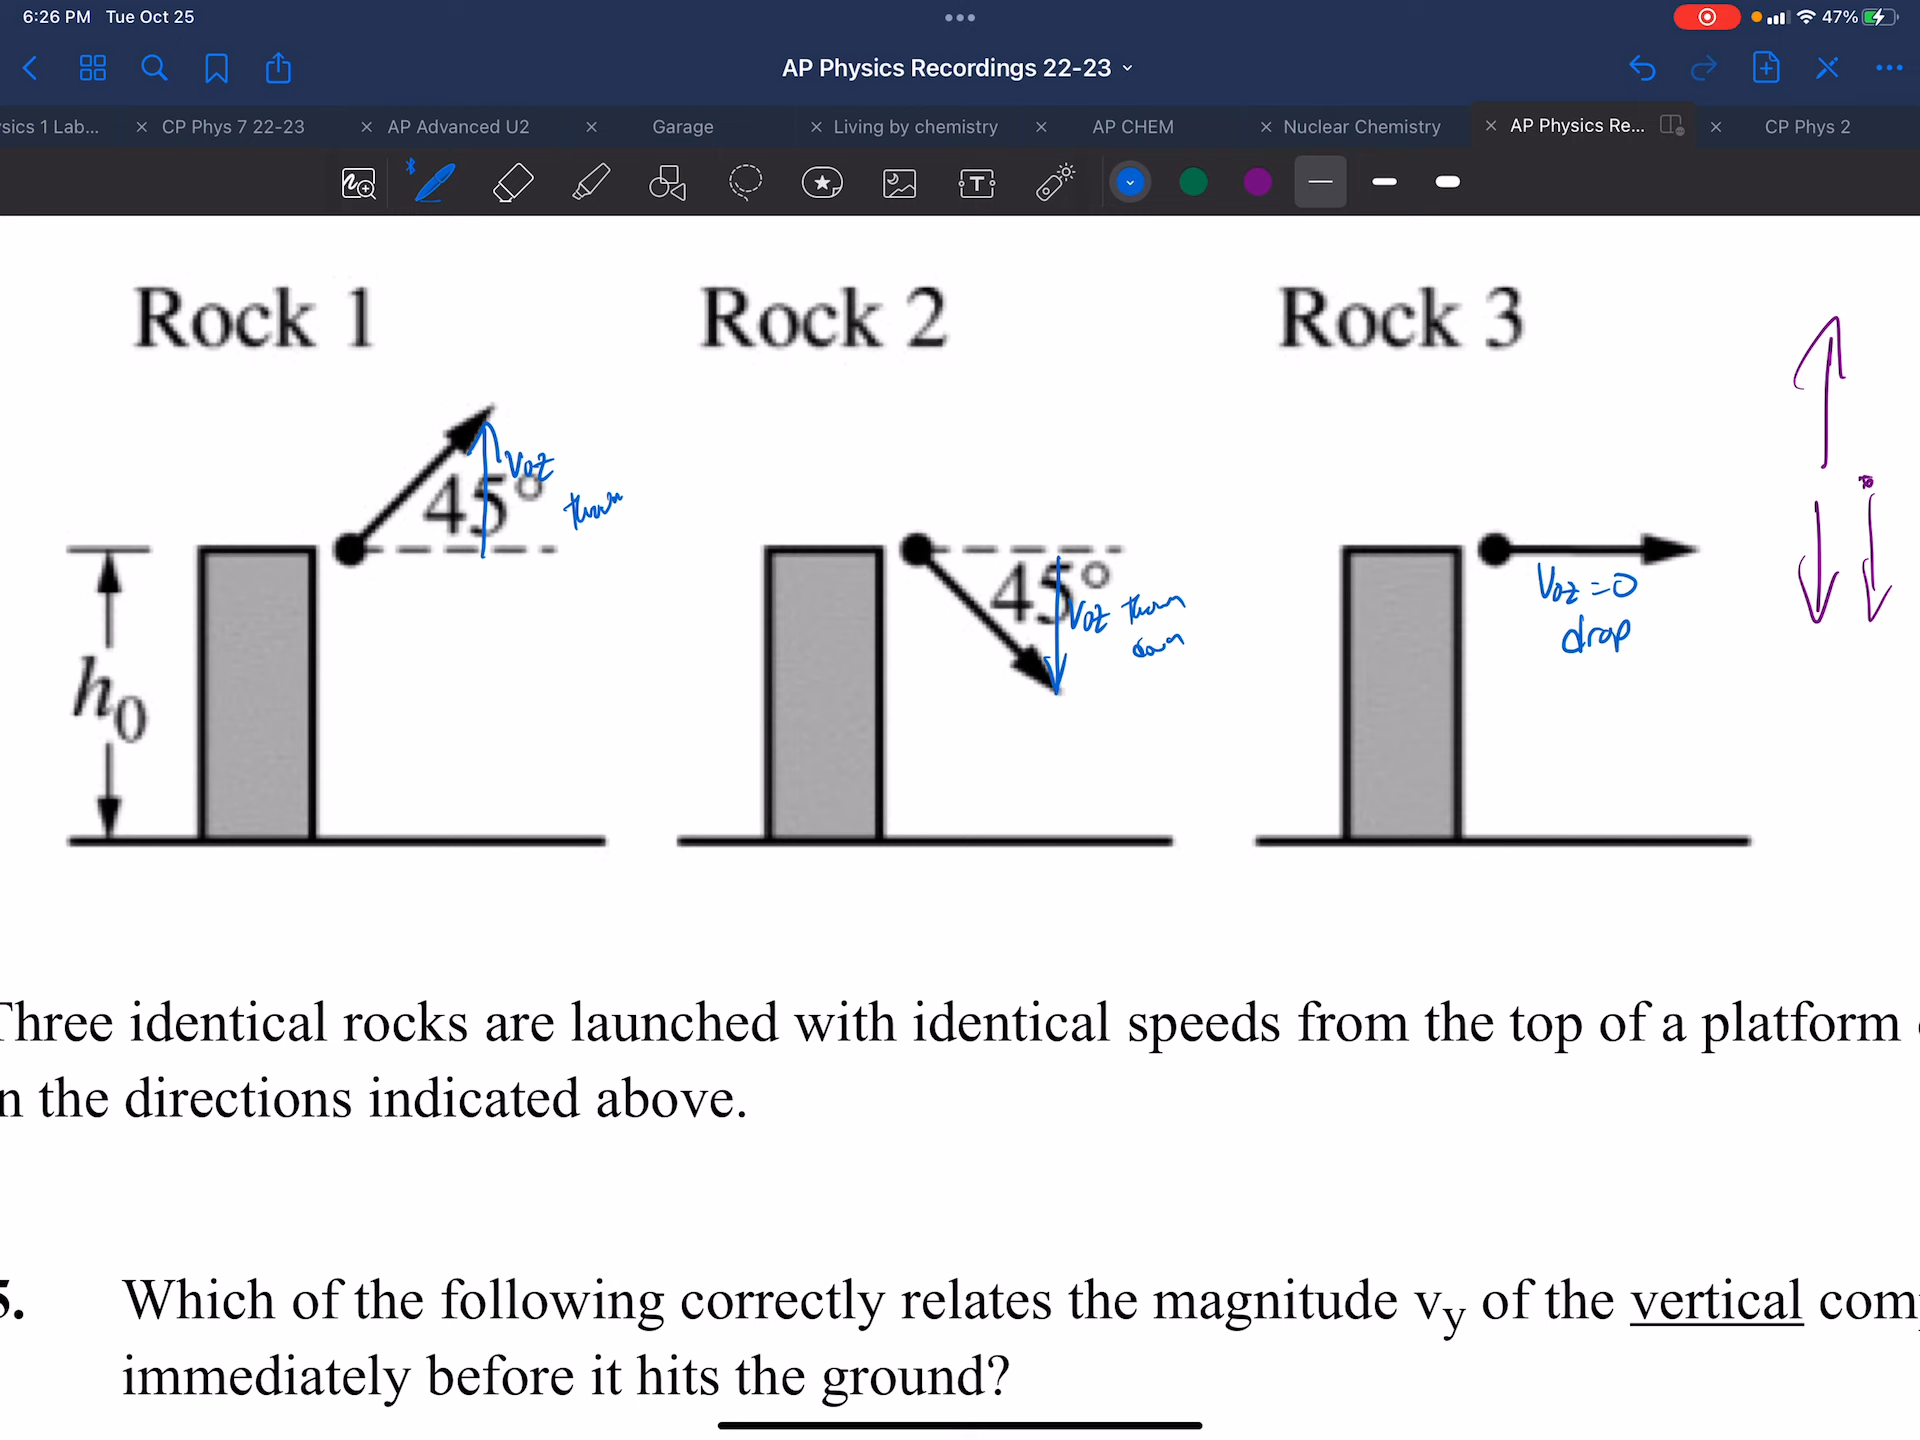 6:26 PM Tue Oct 25
47%
AP Physics Recordings 22-23
sics 1 Lab...
CP Phys 7 22-23
AP Advanced U2
Garage
Living by chemistry
AP CHEM
Nuclear Chemistry
AP Physics Re...
CP Phys 2
T
Rock 1
Rock 2
Rock 3
45°
45°
h0
Voz
Voz
down
Voz = 0
drop
Three identical rocks are launched with identical speeds from the top of a platform
n the directions indicated above.
5. Which of the following correctly relates the magnitude vy of the vertical com
immediately before it hits the ground?